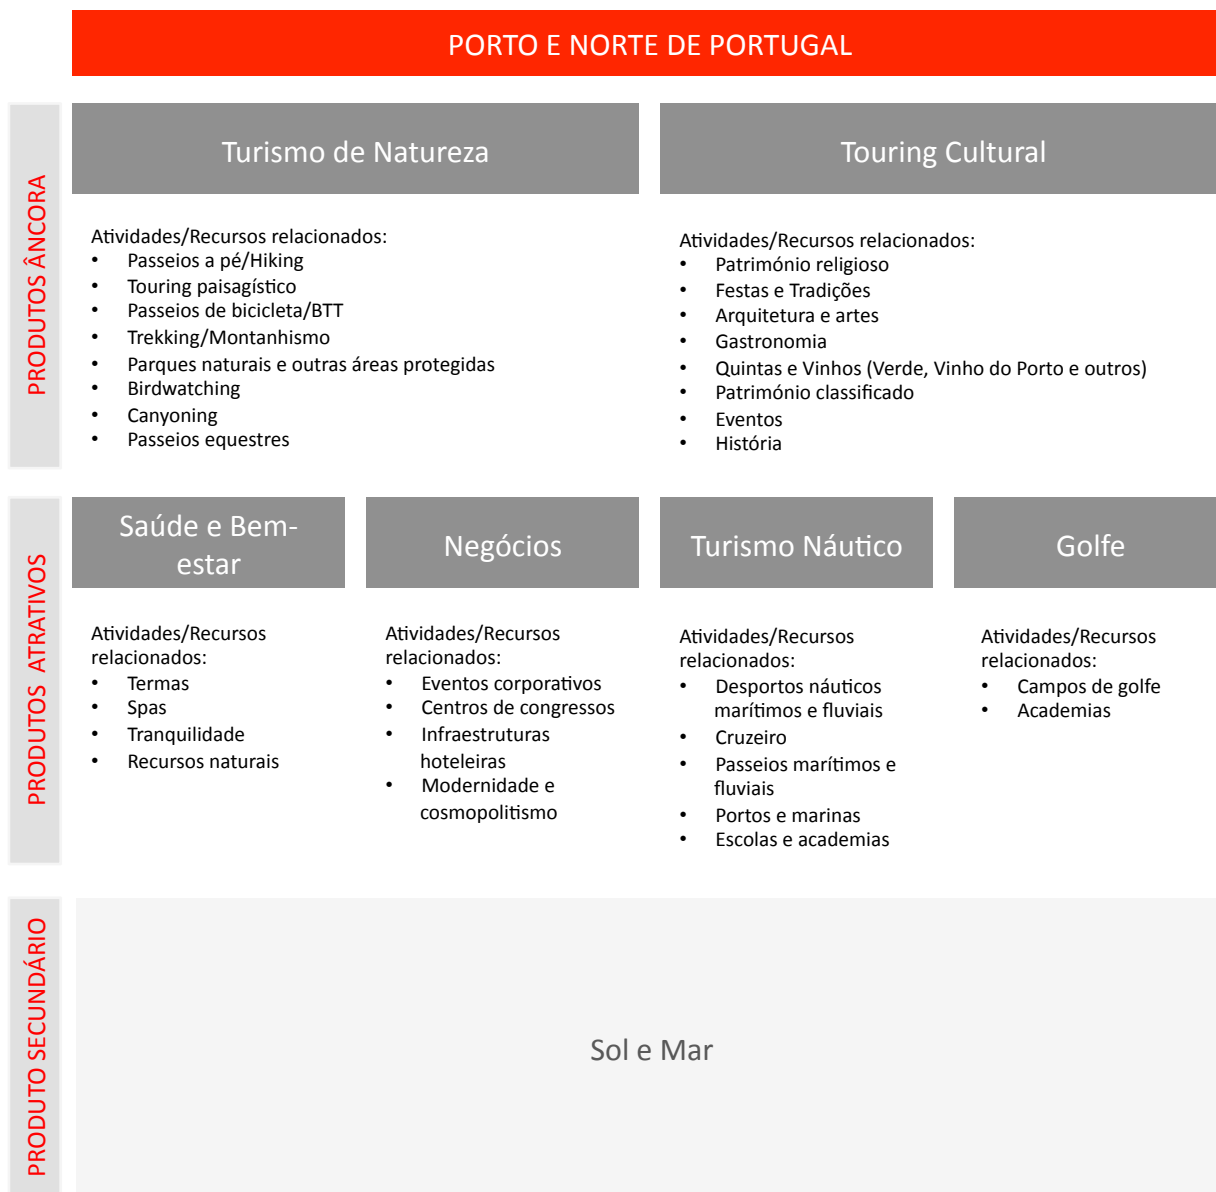 PORTO E NORTE DE PORTUGAL
PRODUTOS ÂNCORA
Turismo de Natureza
Atividades/Recursos relacionados:
• Passeios a pé/Hiking
• Touring paisagístico
• Passeios de bicicleta/BTT
• Trekking/Montanhismo
• Parques naturais e outras áreas protegidas
• Birdwatching
• Canyoning
• Passeios equestres
Touring Cultural
Atividades/Recursos relacionados:
• Património religioso
• Festas e Tradições
• Arquitetura e artes
• Gastronomia
• Quintas e Vinhos (Verde, Vinho do Porto e outros)
• Património classificado
• Eventos
• História
PRODUTOS ATRATIVOS
Saúde e Bem-
estar
Atividades/Recursos
relacionados:
• Termas
• Spas
• Tranquilidade
• Recursos naturais
Negócios
Atividades/Recursos
relacionados:
• Eventos corporativos
• Centros de congressos
• Infraestruturas
hoteleiras
• Modernidade e
cosmopolitismo
Turismo Náutico
Atividades/Recursos
relacionados:
• Desportos náuticos
marítimos e fluviais
• Cruzeiro
• Passeios marítimos e
fluviais
• Portos e marinas
• Escolas e academias
Golfe
Atividades/Recursos
relacionados:
• Campos de golfe
• Academias
PRODUTO SECUNDÁRIO
Sol e Mar